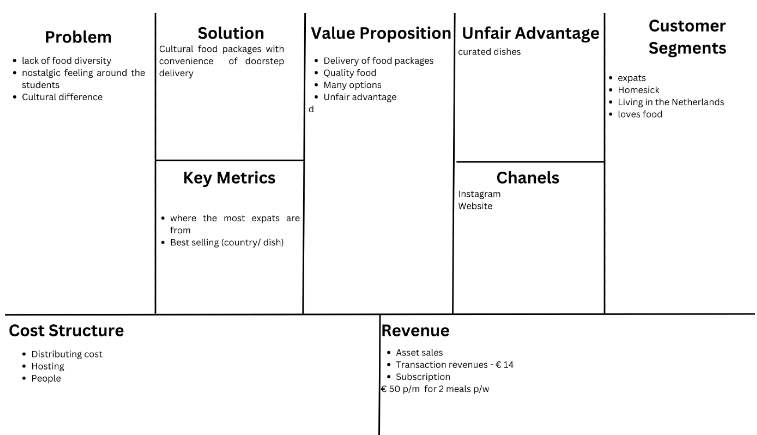 Problem
lack of food diversity
nostalgic feeling around the
students
Cultural difference
Solution
Cultural food packages with
convenience of doorstep
delivery
Key Metrics
where the most expats are
from
Best selling (country/ dish)
Value Proposition
Delivery of food packages
Quality food
Many options
Unfair advantage
d
Unfair Advantage
curated dishes
Chanels
Instagram
Website
Customer
Segments
expats
Homesick
Living in the Netherlands
loves food
Cost Structure
Distributing cost
Hosting
People
Revenue
Asset sales
Transaction revenues - € 14
Subscription
€ 50 p/m for 2 meals p/w